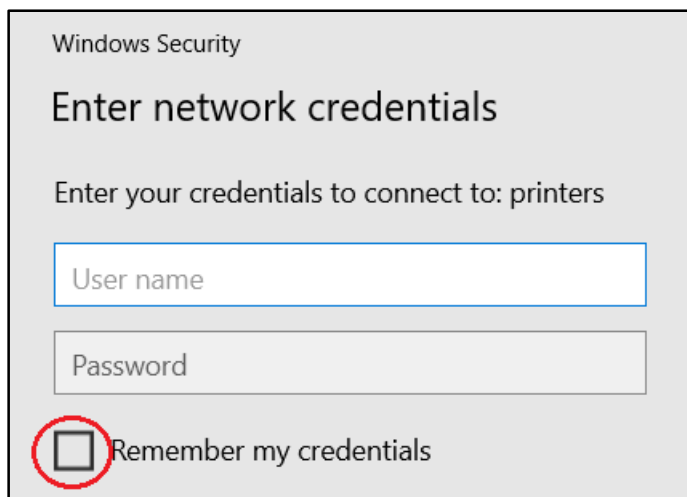 Windows Security
Enter network credentials
Enter your credentials to connect to: printers
User name
Password
Remember my credentials